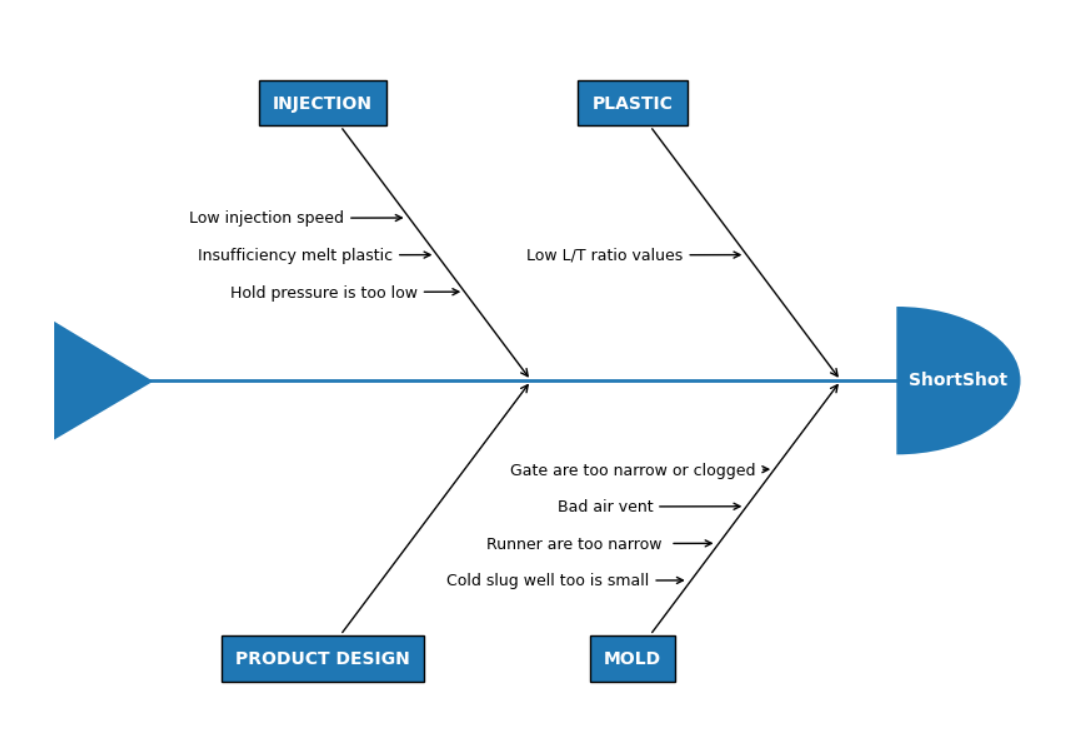 INJECTION
PLASTIC
Low injection speed
Insufficiency melt plastic
Low L/T ratio values
Hold pressure is too low
ShortShot
Gate are too narrow or clogged
Bad air vent
Runner are too narrow
Cold slug well too is small
PRODUCT DESIGN
MOLD